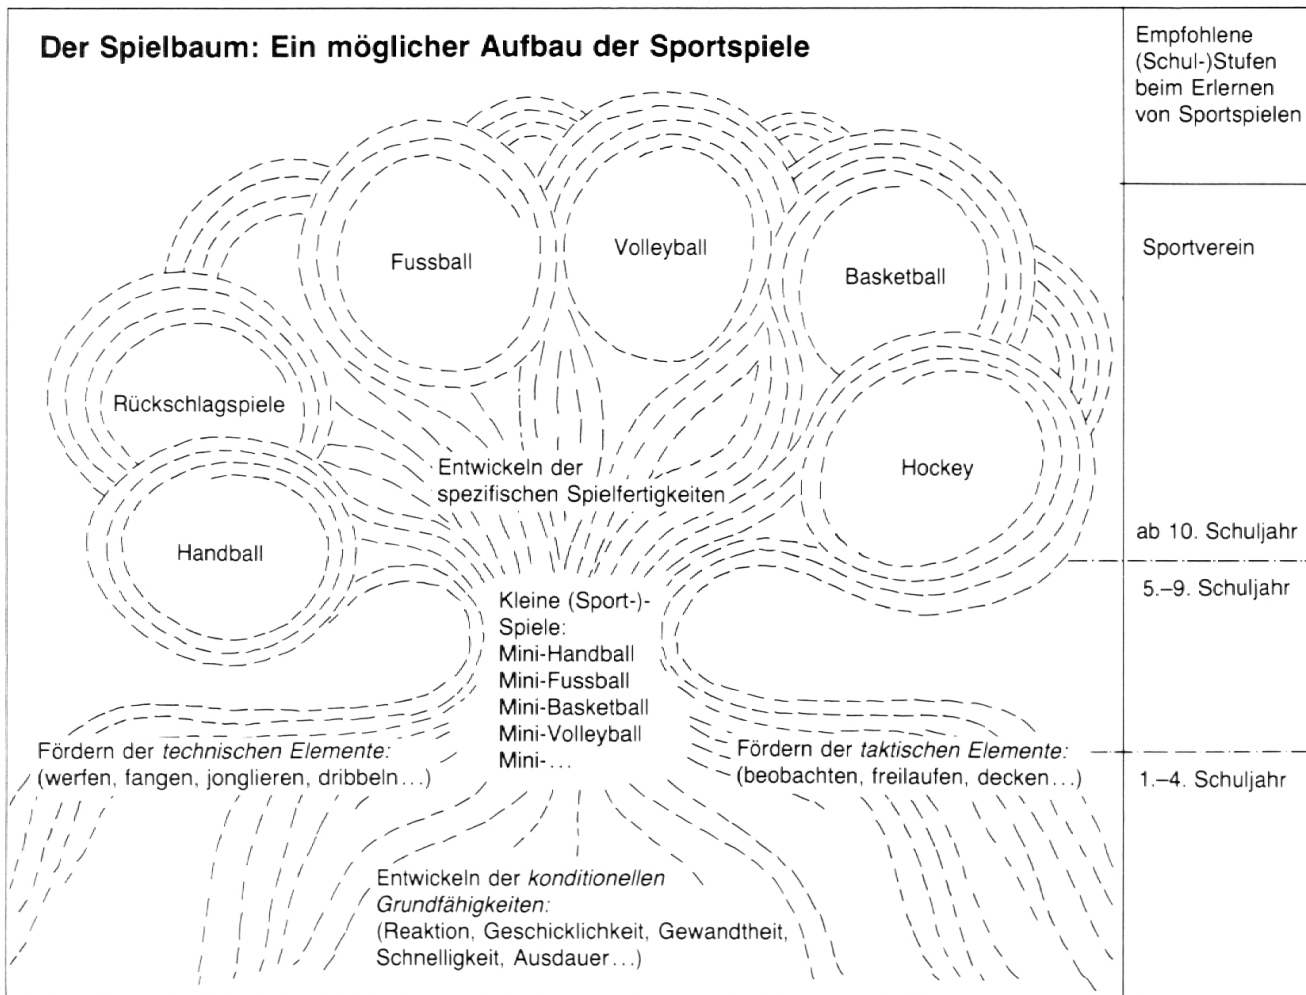 Der Spielbaum: Ein möglicher Aufbau der Sportspiele
Empfohlene
(Schul-)Stufen
beim Erlernen
von Sportspielen
Fussball
Volleyball
Basketball
Sportverein
Rückschlagspiele
Entwickeln der
spezifischen Spielfertigkeiten
Hockey
Handball
ab 10. Schuljahr
5.–9. Schuljahr
Kleine (Sport-)-
Spiele:
Mini-Handball
Mini-Fussball
Mini-Basketball
Mini-Volleyball
Mini-...
Fördern der technischen Elemente:
(werfen, fangen, jonglieren, dribbeln...)
Fördern der taktischen Elemente:
(beobachten, freilaufen, decken...)
1.–4. Schuljahr
Entwickeln der konditionellen
Grundfähigkeiten:
(Reaktion, Geschicklichkeit, Gewandtheit,
Schnelligkeit, Ausdauer...)